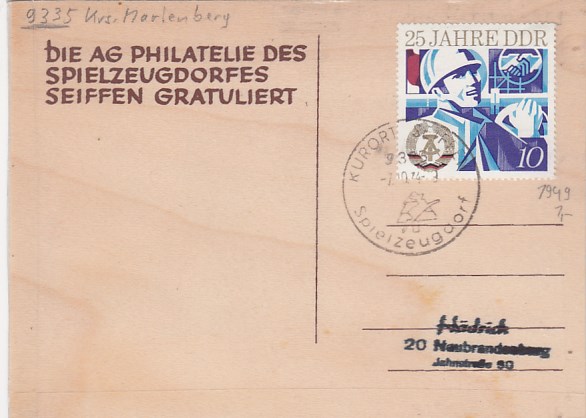 9335 Krs. Marienberg
DIE AG PHILATELIE DES
SPIELZEUGDORFES
SEIFFEN GRATULIERT
25 JAHRE DDR
10
KURORT
Spielzeugdorf
1949
20 Neubrandenburg
Jahnstraße 90